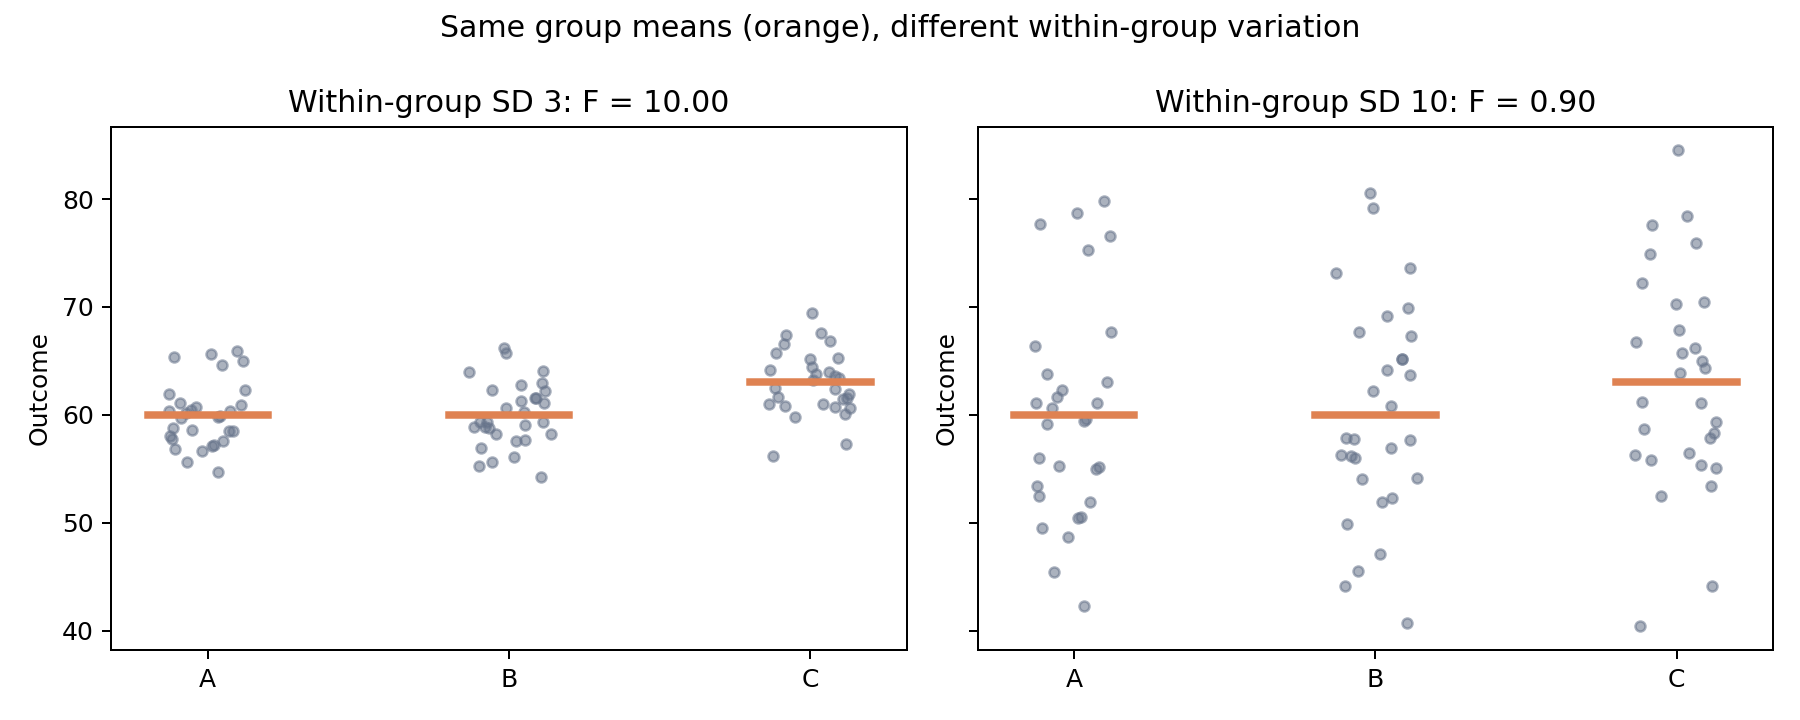 Same group means (orange), different within-group variation
Within-group SD 3: F = 10.00
Outcome
80
70
60
50
40
A B C
Within-group SD 10: F = 0.90
Outcome
A B C